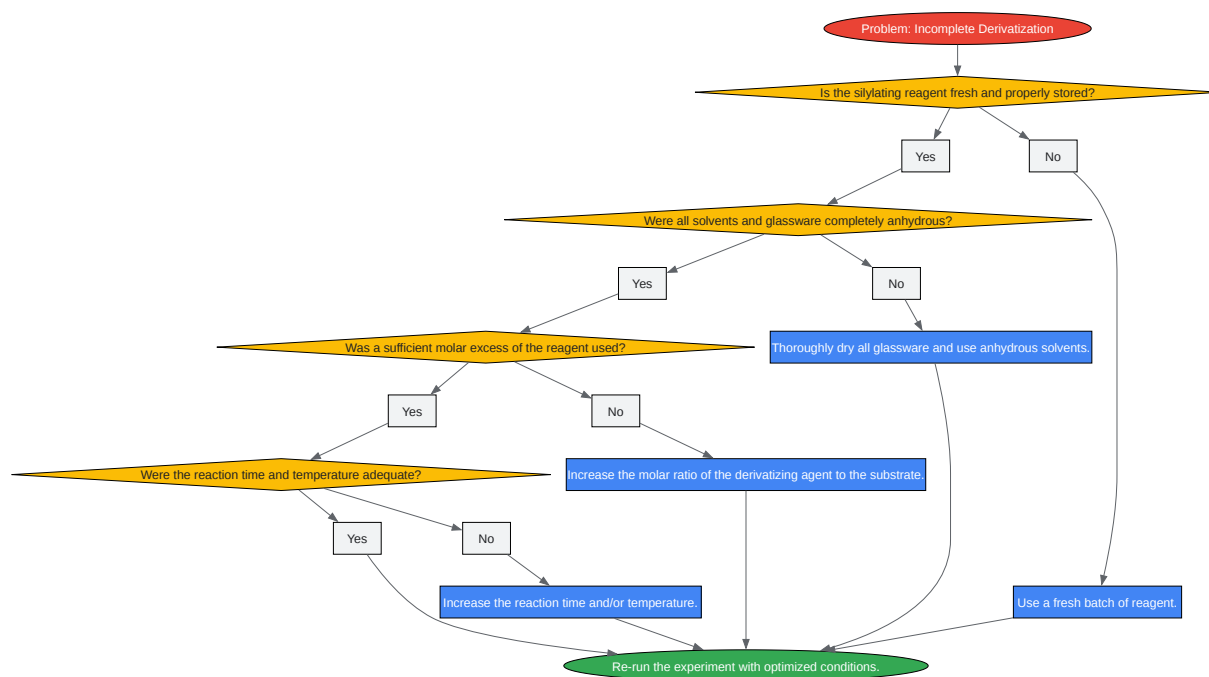 Problem: Incomplete Derivatization
Is the silylating reagent fresh and properly stored?
Yes
No
Were all solvents and glassware completely anhydrous?
Yes
No
Was a sufficient molar excess of the reagent used?
Thoroughly dry all glassware and use anhydrous solvents.
Yes
No
Were the reaction time and temperature adequate?
Increase the molar ratio of the derivatizing agent to the substrate.
Yes
No
Increase the reaction time and/or temperature.
Use a fresh batch of reagent.
Re-run the experiment with optimized conditions.